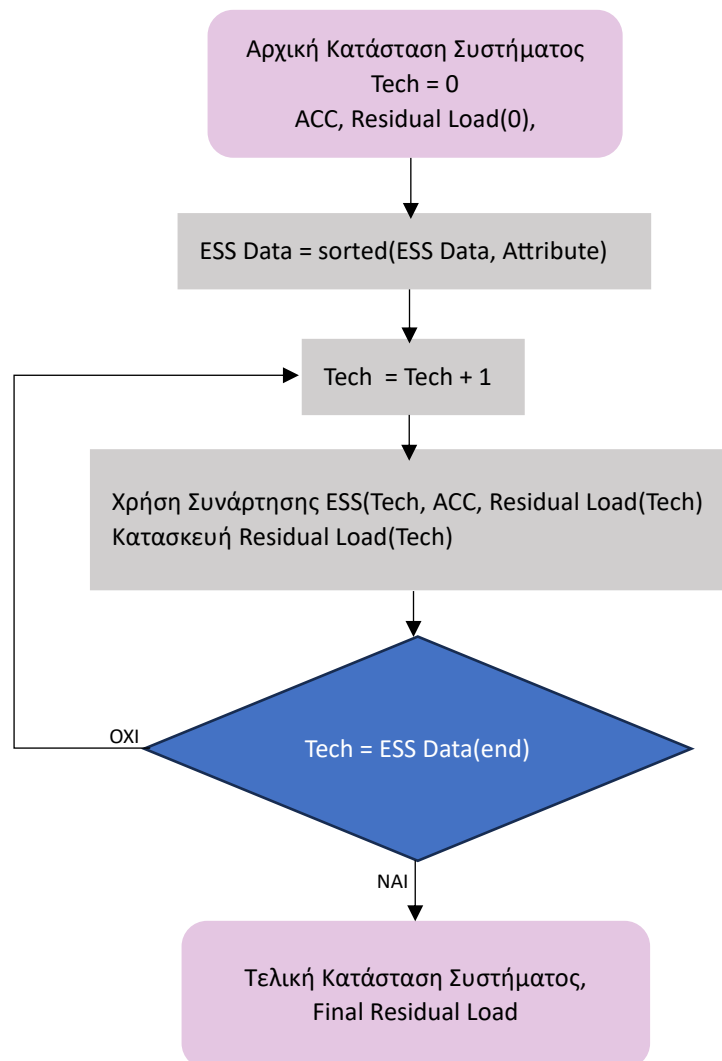 Αρχική Κατάσταση Συστήματος
Tech = 0
ACC, Residual Load(0),
ESS Data = sorted(ESS Data, Attribute)
Tech = Tech + 1
Χρήση Συνάρτησης ESS(Tech, ACC, Residual Load(Tech)
Κατασκευή Residual Load(Tech)
ΟΧΙ
Tech = ESS Data(end)
ΝΑΙ
Τελική Κατάσταση Συστήματος,
Final Residual Load